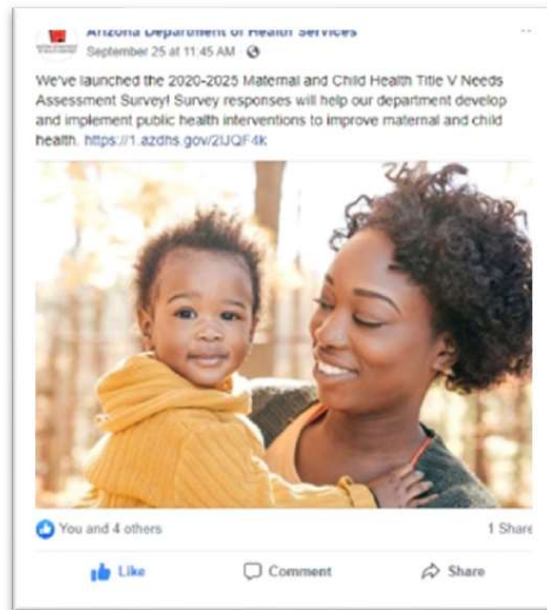 Arizona Department of Health Services
September 25 at 11:45 AM
We've launched the 2020-2025 Maternal and Child Health Title V Needs
Assessment Survey! Survey responses will help our department develop
and implement public health interventions to improve maternal and child
health. https://1.azdhs.gov/2lJQF4k
You and 4 others
1 Share
Like
Comment
Share